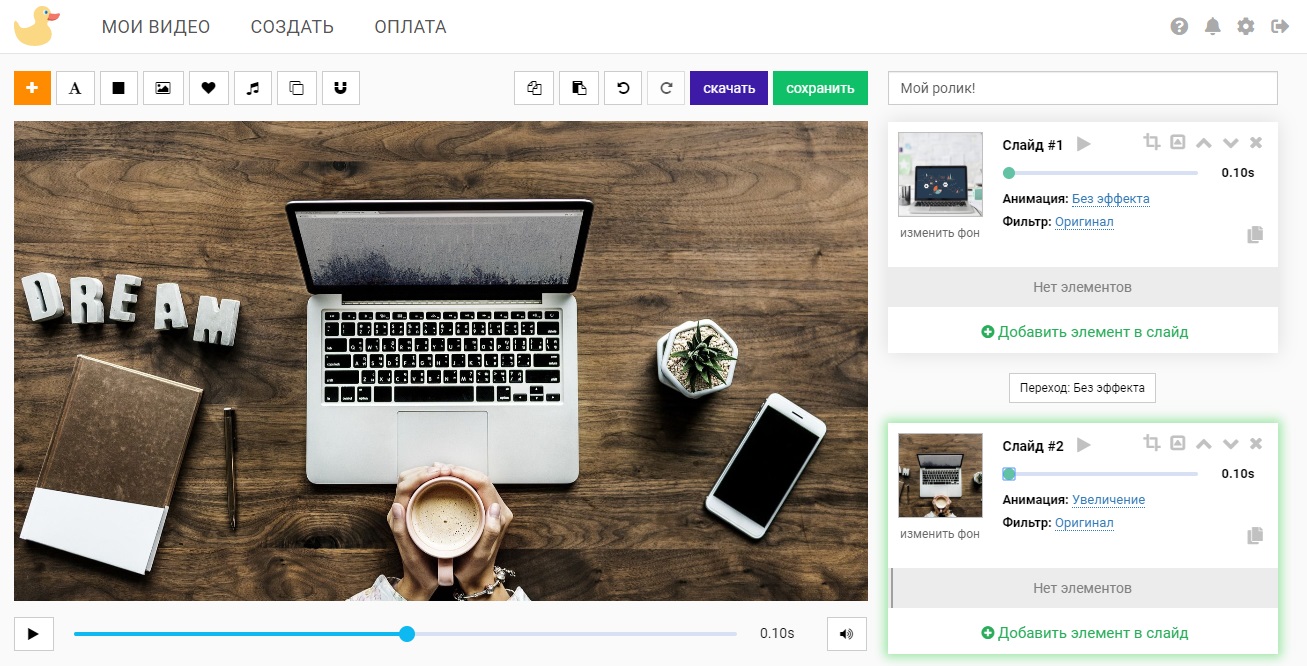 МОИ ВИДЕО СОЗДАТЬ ОПЛАТА
A скачать сохранить
Мой ролик!
DREAM
Слайд #1
0.10s
Анимация: Без эффекта
Фильтр: Оригинал
изменить фон
Нет элементов
Добавить элемент в слайд
Переход: Без эффекта
Слайд #2
0.10s
Анимация: Увеличение
Фильтр: Оригинал
изменить фон
Нет элементов
Добавить элемент в слайд
0.10s